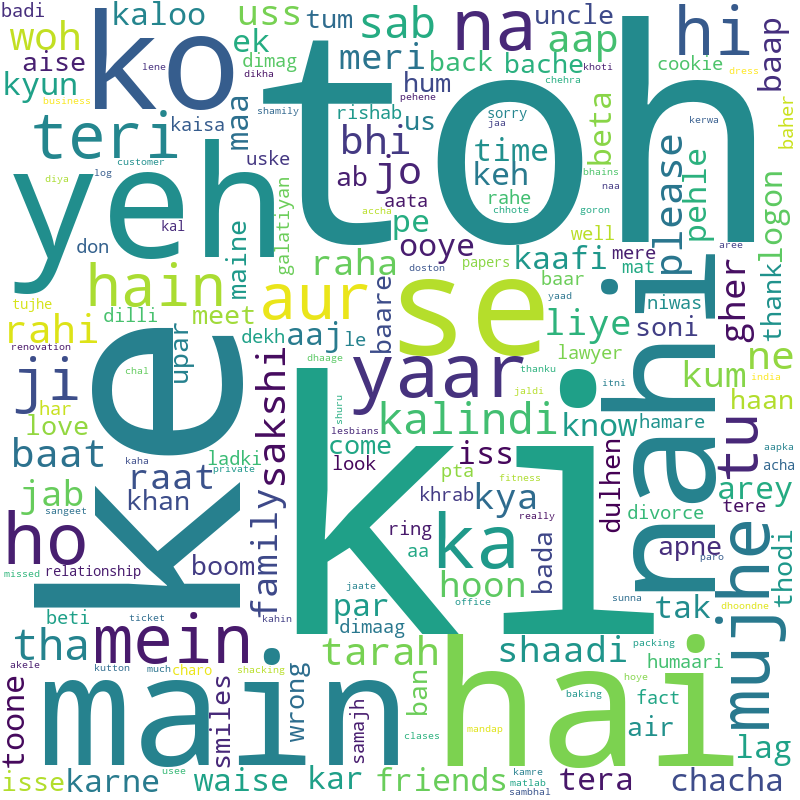 badi
woh
aise
kyun
business
kaloo
lene
ko
uss
ek
dimag
dikha
shamily
tum
meri
hum
pehene
sab
back
rishab
us
na
bache
uncle
aap
sorry
jaa
hi
cookie
khoti
chehra
dress
baap
baher
teri
kaisa
customer
maa
uske
toh
bhi
ab
jo
keh
time
rahe
chhote
beta
bhains
naa
please
pehle
kerwa
yeh
diya
log
kal
don
maine
galatiyan
aata
accha
pe
ooye
doston
raha
papers
kaafi
well
goron
mere
mat
baar
yaad
aree
logon
thank
gher
niwas
hain
tujhe
dilli
rahi
renovation
meet
upar
aur
dekh
aaj
le
baare
se
liye
soni
lawyer
nahi
ne
ji
har
love
chal
sakshi
dhaage
yaar
thanku
jaldi
itni
kum
india
haan
baat
kaha
ladki
private
raat
jab
khan
sangeet
shuru
lesbians
kalindi
come
look
pta
iss
fitness
know
hamare
tu
aapka
acha
arey
tere
divorce
dulhen
ke
ki
khrab
kya
really
ring
aa
ka
ho
missed
relationship
boom
family
jaate
hoon
office
bada
apne
paro
thodi
sunna
dhoondne
tak
beti
ticket
par
dimaag
tha
akele
mein
kahin
kutton
much
charo
shacking
tarah
shaadi
packing
humaari
hoye
mujhe
toone
main
smiles
wrong
samajh
ban
hai
mandap
clases
baking
fact
air
lag
isse
karne
usee
waise
kar
friends
tera
kamre
matlab
sambhal
chacha